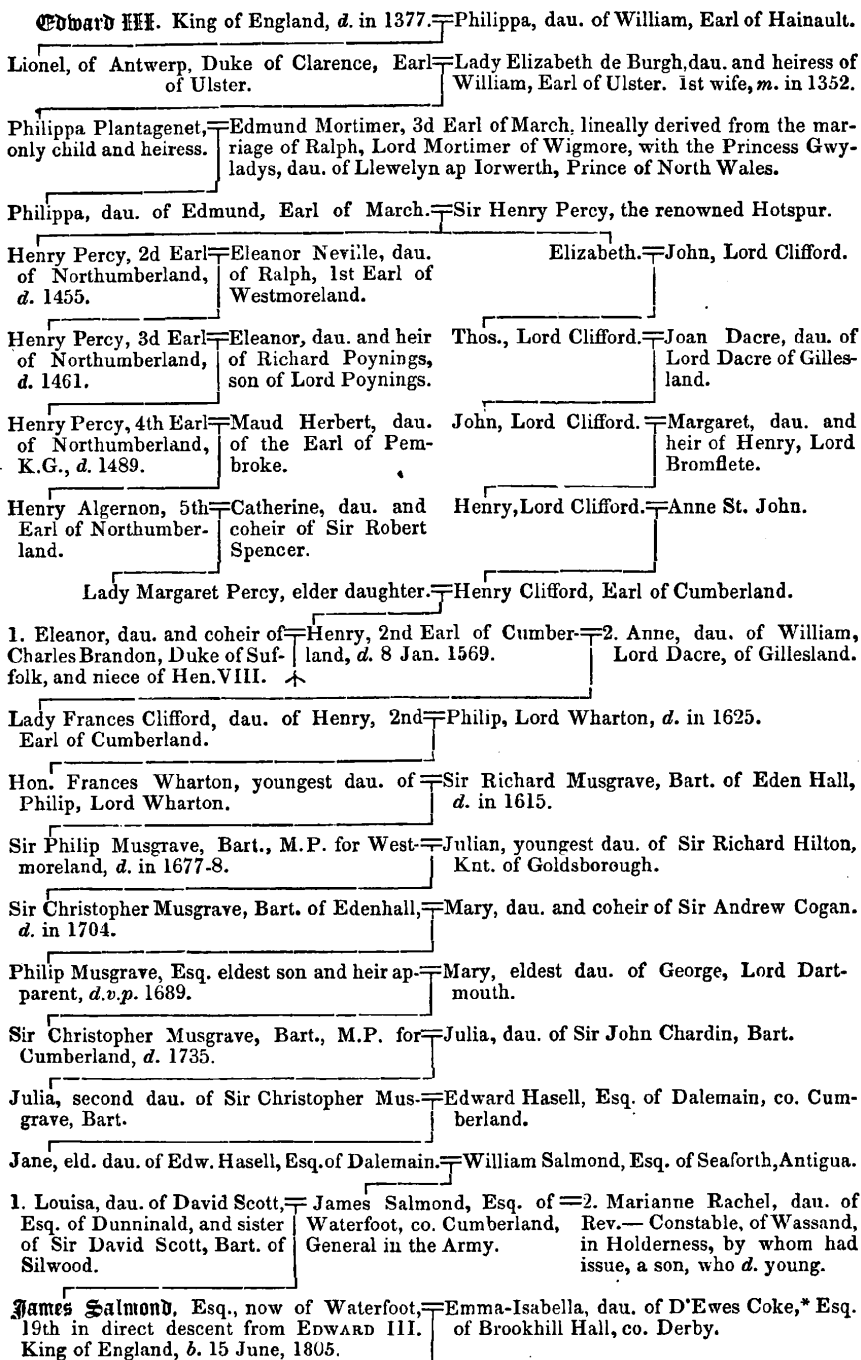 Edward III. King of England, d. in 1377.=Philippa, dau. of William, Earl of Hainault.
Lionel, of Antwerp, Duke of Clarence, Earl
of Ulster.
=Lady Elizabeth de Burgh,dau. and heiress of
William, Earl of Ulster. 1st wife, m. in 1352.
Philippa Plantagenet,
only child and heiress.
=Edmund Mortimer, 3d Earl of March, lineally derived from the mar-
riage of Ralph, Lord Mortimer of Wigmore, with the Princess Gwy-
ladys, dau. of Llewelyn ap Iorwerth, Prince of North Wales.
Philippa, dau. of Edmund, Earl of March.=Sir Henry Percy, the renowned Hotspur.
Henry Percy, 2d Earl
of Northumberland,
d. 1455.
=Eleanor Neville, dau.
of Ralph, 1st Earl of
Westmoreland.
Elizabeth.=John, Lord Clifford.
Henry Percy, 3d Earl
of Northumberland,
d. 1461.
=Eleanor, dau. and heir
of Richard Poynings,
son of Lord Poynings.
Thos., Lord Clifford.=Joan Dacre, dau. of
Lord Dacre of Gilles-
land.
Henry Percy, 4th Earl
of Northumberland,
K.G., d. 1489.
=Maud Herbert, dau.
of the Earl of Pem-
broke.
John, Lord Clifford.=Margaret, dau. and
heir of Henry, Lord
Bromflete.
Henry Algernon, 5th
Earl of Northumber-
land.
=Catherine, dau. and
coheir of Sir Robert
Spencer.
Henry,Lord Clifford.=Anne St. John.
Lady Margaret Percy, elder daughter.=Henry Clifford, Earl of Cumberland.
1. Eleanor, dau. and coheir of
Charles Brandon, Duke of Suf-
folk, and niece of Hen.VIII.
=Henry, 2nd Earl of Cumber-
land, d. 8 Jan. 1569.
=2. Anne, dau. of William,
Lord Dacre, of Gillesland.
Lady Frances Clifford, dau. of Henry, 2nd
Earl of Cumberland.
=Philip, Lord Wharton, d. in 1625.
Hon. Frances Wharton, youngest dau. of
Philip, Lord Wharton.
=Sir Richard Musgrave, Bart. of Eden Hall,
d. in 1615.
Sir Philip Musgrave, Bart., M.P. for West-
moreland, d. in 1677-8.
=Julian, youngest dau. of Sir Richard Hilton,
Knt. of Goldsborough.
Sir Christopher Musgrave, Bart. of Edenhall,
d. in 1704.
=Mary, dau. and coheir of Sir Andrew Cogan.
Philip Musgrave, Esq. eldest son and heir ap-
parent, d.v.p. 1689.
=Mary, eldest dau. of George, Lord Dart-
mouth.
Sir Christopher Musgrave, Bart., M.P. for
Cumberland, d. 1735.
=Julia, dau. of Sir John Chardin, Bart.
Julia, second dau. of Sir Christopher Mus-
grave, Bart.
=Edward Hasell, Esq. of Dalemain, co. Cum-
berland.
Jane, eld. dau. of Edw. Hasell, Esq.of Dalemain.=William Salmond, Esq. of Seaforth,Antigua.
1. Louisa, dau. of David Scott,
Esq. of Dunninald, and sister
of Sir David Scott, Bart. of
Silwood.
=James Salmond, Esq. of
Waterfoot, co. Cumberland,
General in the Army.
=2. Marianne Rachel, dau. of
Rev.— Constable, of Wassand,
in Holderness, by whom had
issue, a son, who d. young.
James Salmond, Esq., now of Waterfoot,
19th in direct descent from EDWARD III.
King of England, b. 15 June, 1805.
=Emma-Isabella, dau. of D'Ewes Coke,* Esq.
of Brookhill Hall, co. Derby.